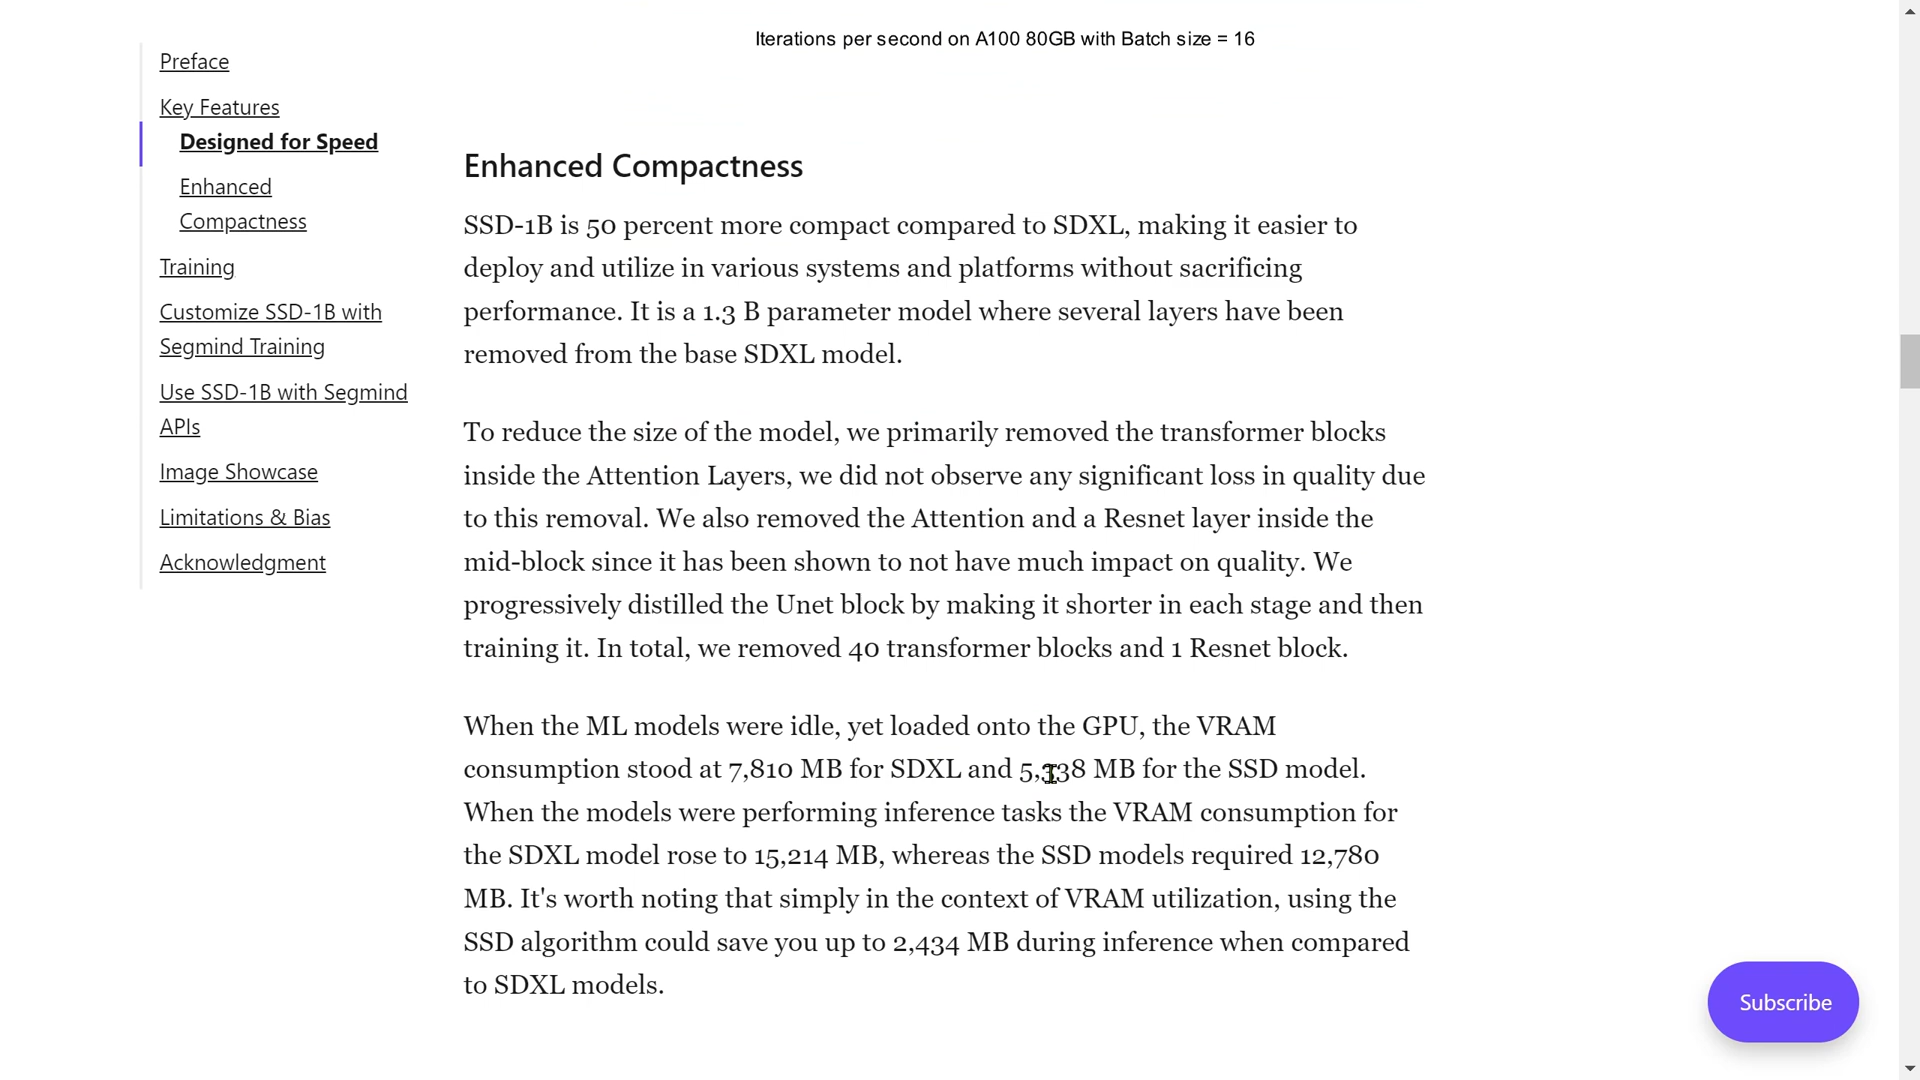 Iterations per second on A100 80GB with Batch size = 16
Preface
Key Features
Designed for Speed
Enhanced
Compactness
Training
Customize SSD-1B with
Segmind Training
Use SSD-1B with Segmind
APIs
Image Showcase
Limitations & Bias
Acknowledgment
Enhanced Compactness
SSD-1B is 50 percent more compact compared to SDXL, making it easier to
deploy and utilize in various systems and platforms without sacrificing
performance. It is a 1.3 B parameter model where several layers have been
removed from the base SDXL model.
To reduce the size of the model, we primarily removed the transformer blocks
inside the Attention Layers, we did not observe any significant loss in quality due
to this removal. We also removed the Attention and a Resnet layer inside the
mid-block since it has been shown to not have much impact on quality. We
progressively distilled the Unet block by making it shorter in each stage and then
training it. In total, we removed 40 transformer blocks and 1 Resnet block.
When the ML models were idle, yet loaded onto the GPU, the VRAM
consumption stood at 7,810 MB for SDXL and MB for the SSD model.
When the models were performing inference tasks the VRAM consumption for
the SDXL model rose to 15,214 MB, whereas the SSD models required 12,780
MB. It's worth noting that simply in the context of VRAM utilization, using the
SSD algorithm could save you up to 2,434 MB during inference when compared
to SDXL models.
Subscribe